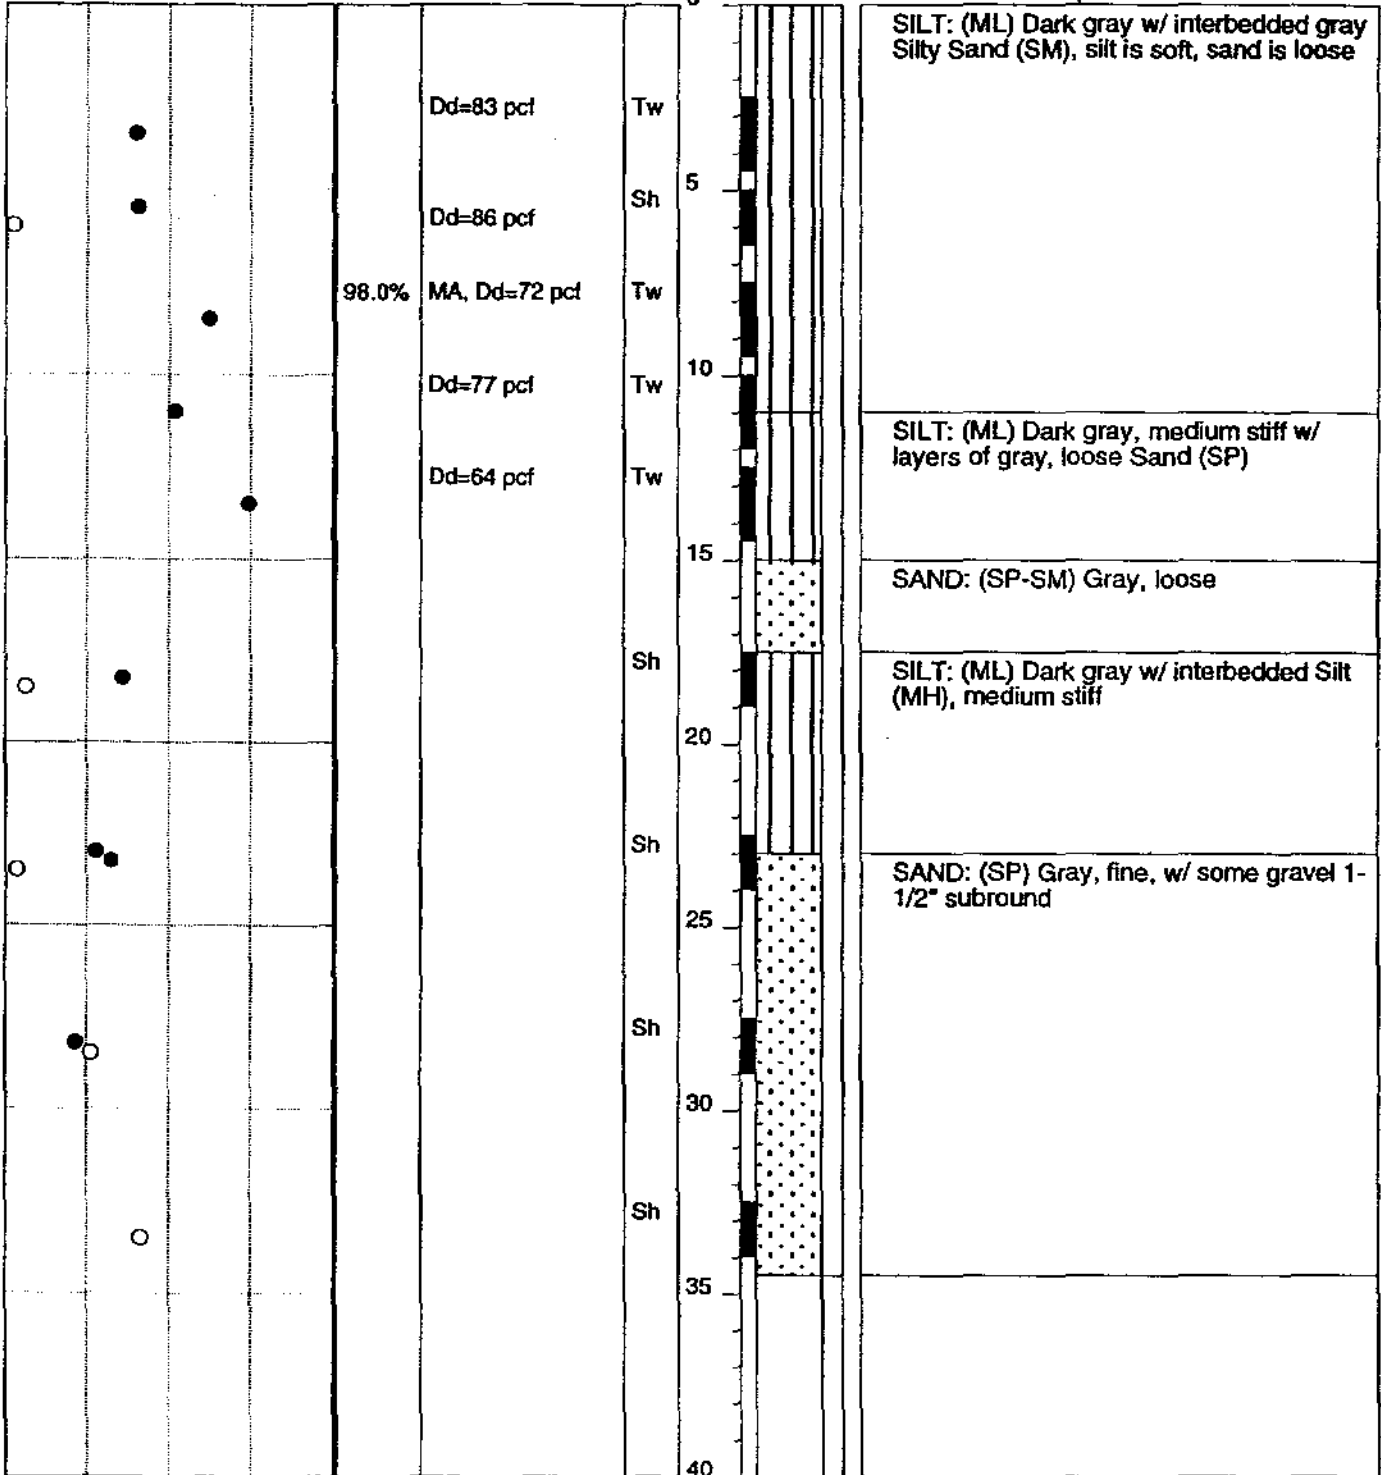 0
SILT: (ML) Dark gray w/ interbedded gray
Silty Sand (SM), silt is soft, sand is loose
Dd=83 pcf Tw
5
Sh
Dd=86 pcf
98.0% MA, Dd=72 pcf Tw
10
Dd=77 pcf Tw
SILT: (ML) Dark gray, medium stiff w/
layers of gray, loose Sand (SP)
Dd=64 pcf Tw
15
SAND: (SP-SM) Gray, loose
Sh
SILT: (ML) Dark gray w/ interbedded Silt
(MH), medium stiff
20
Sh
SAND: (SP) Gray, fine, w/ some gravel 1-
1/2" subround
25
Sh
30
Sh
35
40